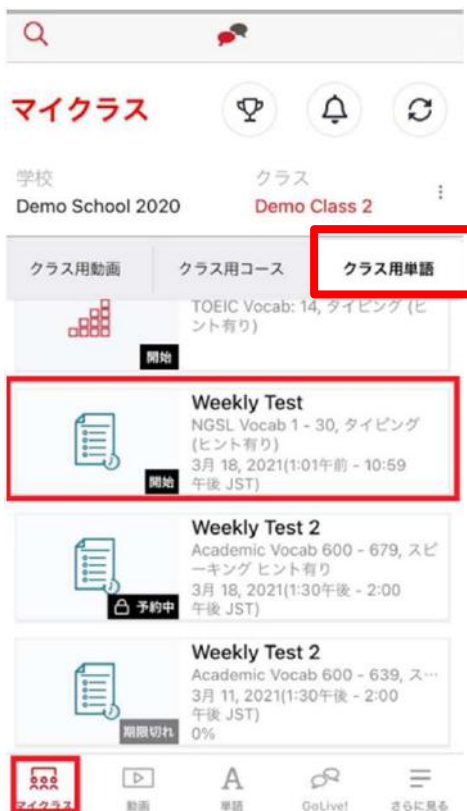 マイクラス
学校 クラス
Demo School 2020 Demo Class 2
クラス用動画 クラス用コース クラス用単語
TOEIC Vocab: 14, タイピング (ヒ
ント有り)
開始
Weekly Test
NGSL Vocab 1 - 30, タイピング
(ヒント有り)
3月 18, 2021(1:01午前 - 10:59
午後 JST)
開始
Weekly Test 2
Academic Vocab 600 - 679, スピ
ーキング ヒント有り
3月 18, 2021(1:30午後 - 2:00
午後 JST)
予約中
Weekly Test 2
Academic Vocab 600 - 639, ス…
3月 11, 2021(1:30午後 - 2:00
午後 JST)
期限切れ
0%
マイクラス 動画 単語 GoLive! さらに見る